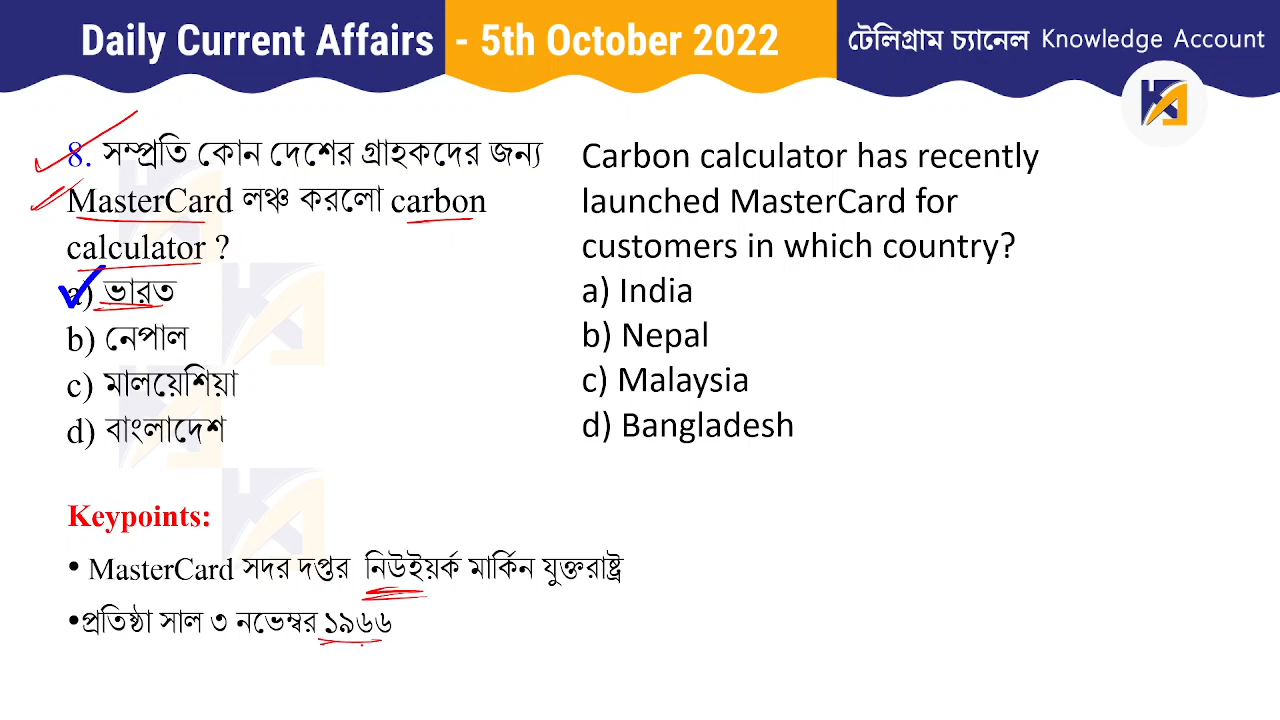 Daily Current Affairs - 5th October 2022
টেলিগ্রাম চ্যানেল Knowledge Account
8. সম্প্রতি কোন দেশের গ্রাহকদের জন্য
MasterCard লঞ্চ করলো carbon
calculator ?
a) ভারত
b) নেপাল
c) মালয়েশিয়া
d) বাংলাদেশ
Carbon calculator has recently
launched MasterCard for
customers in which country?
a) India
b) Nepal
c) Malaysia
d) Bangladesh
Keypoints:
• MasterCard সদর দপ্তর নিউইয়র্ক মার্কিন যুক্তরাষ্ট্র
•প্রতিষ্ঠা সাল ৩ নভেম্বর ১৯৬৬